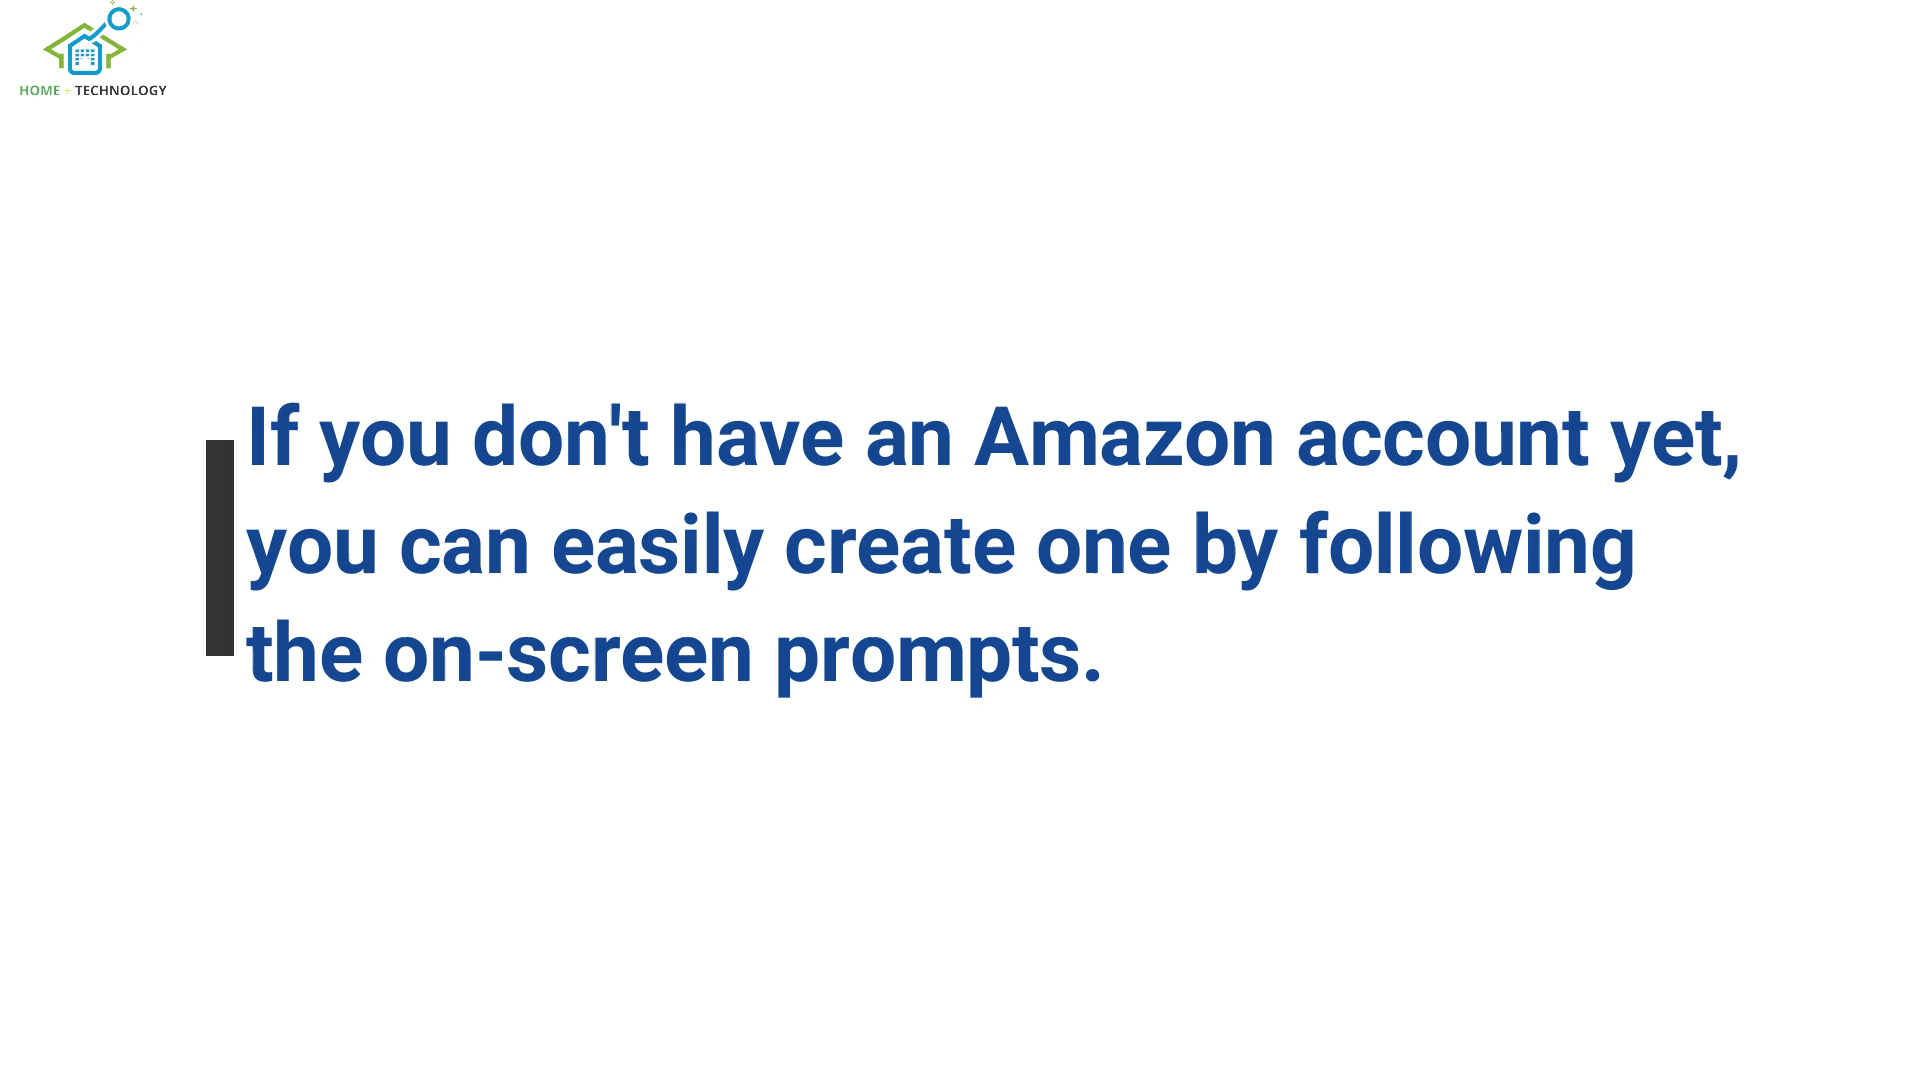 HOME + TECHNOLOGY
If you don't have an Amazon account yet,
you can easily create one by following
the on-screen prompts.